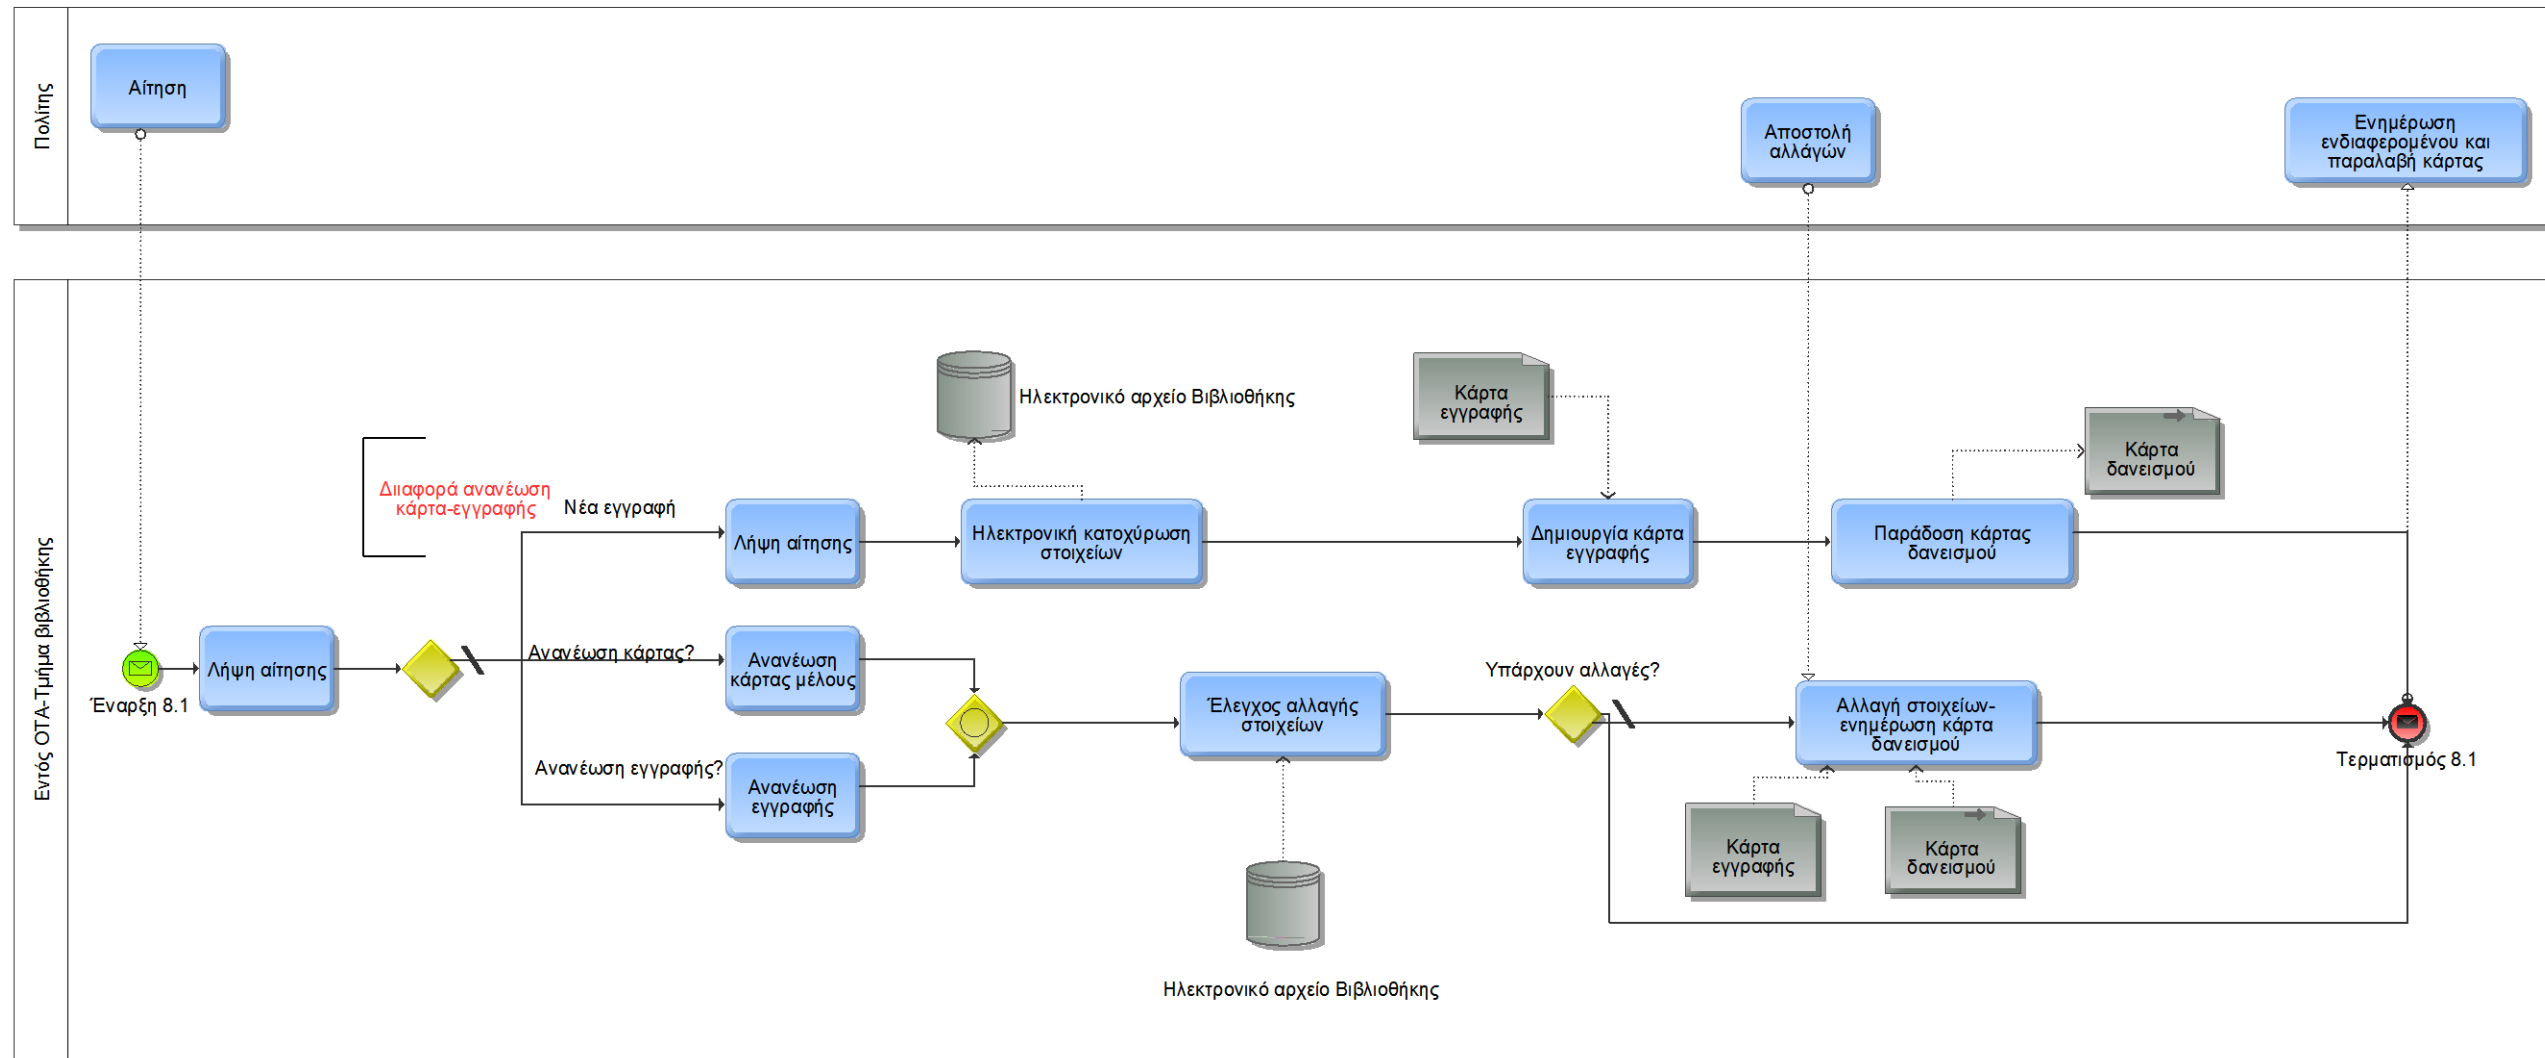 Πολίτης
Αίτηση
Αποστολή
αλλάγών
Ενημέρωση
ενδιαφερομένου και
παραλαβή κάρτας
Εντός ΟΤΑ-Τμήμα βιβλιοθήκης
Ηλεκτρονικό αρχείο Βιβλιοθήκης
Κάρτα
εγγραφής
Κάρτα
δανεισμού
Διιαφορά ανανέωση
κάρτα-εγγραφής
Νέα εγγραφή
Λήψη αίτησης
Ηλεκτρονική κατοχύρωση
στοιχείων
Δημιουργία κάρτα
εγγραφής
Παράδοση κάρτας
δανεισμού
Έναρξη 8.1
Λήψη αίτησης
Ανανέωση κάρτας?
Ανανέωση
κάρτας μέλους
Ανανέωση εγγραφής?
Ανανέωση
εγγραφής
Έλεγχος αλλαγής
στοιχείων
Υπάρχουν αλλαγές?
Αλλαγή στοιχείων-
ενημέρωση κάρτα
δανεισμού
Τερματισμός 8.1
Κάρτα
εγγραφής
Κάρτα
δανεισμού
Ηλεκτρονικό αρχείο Βιβλιοθήκης